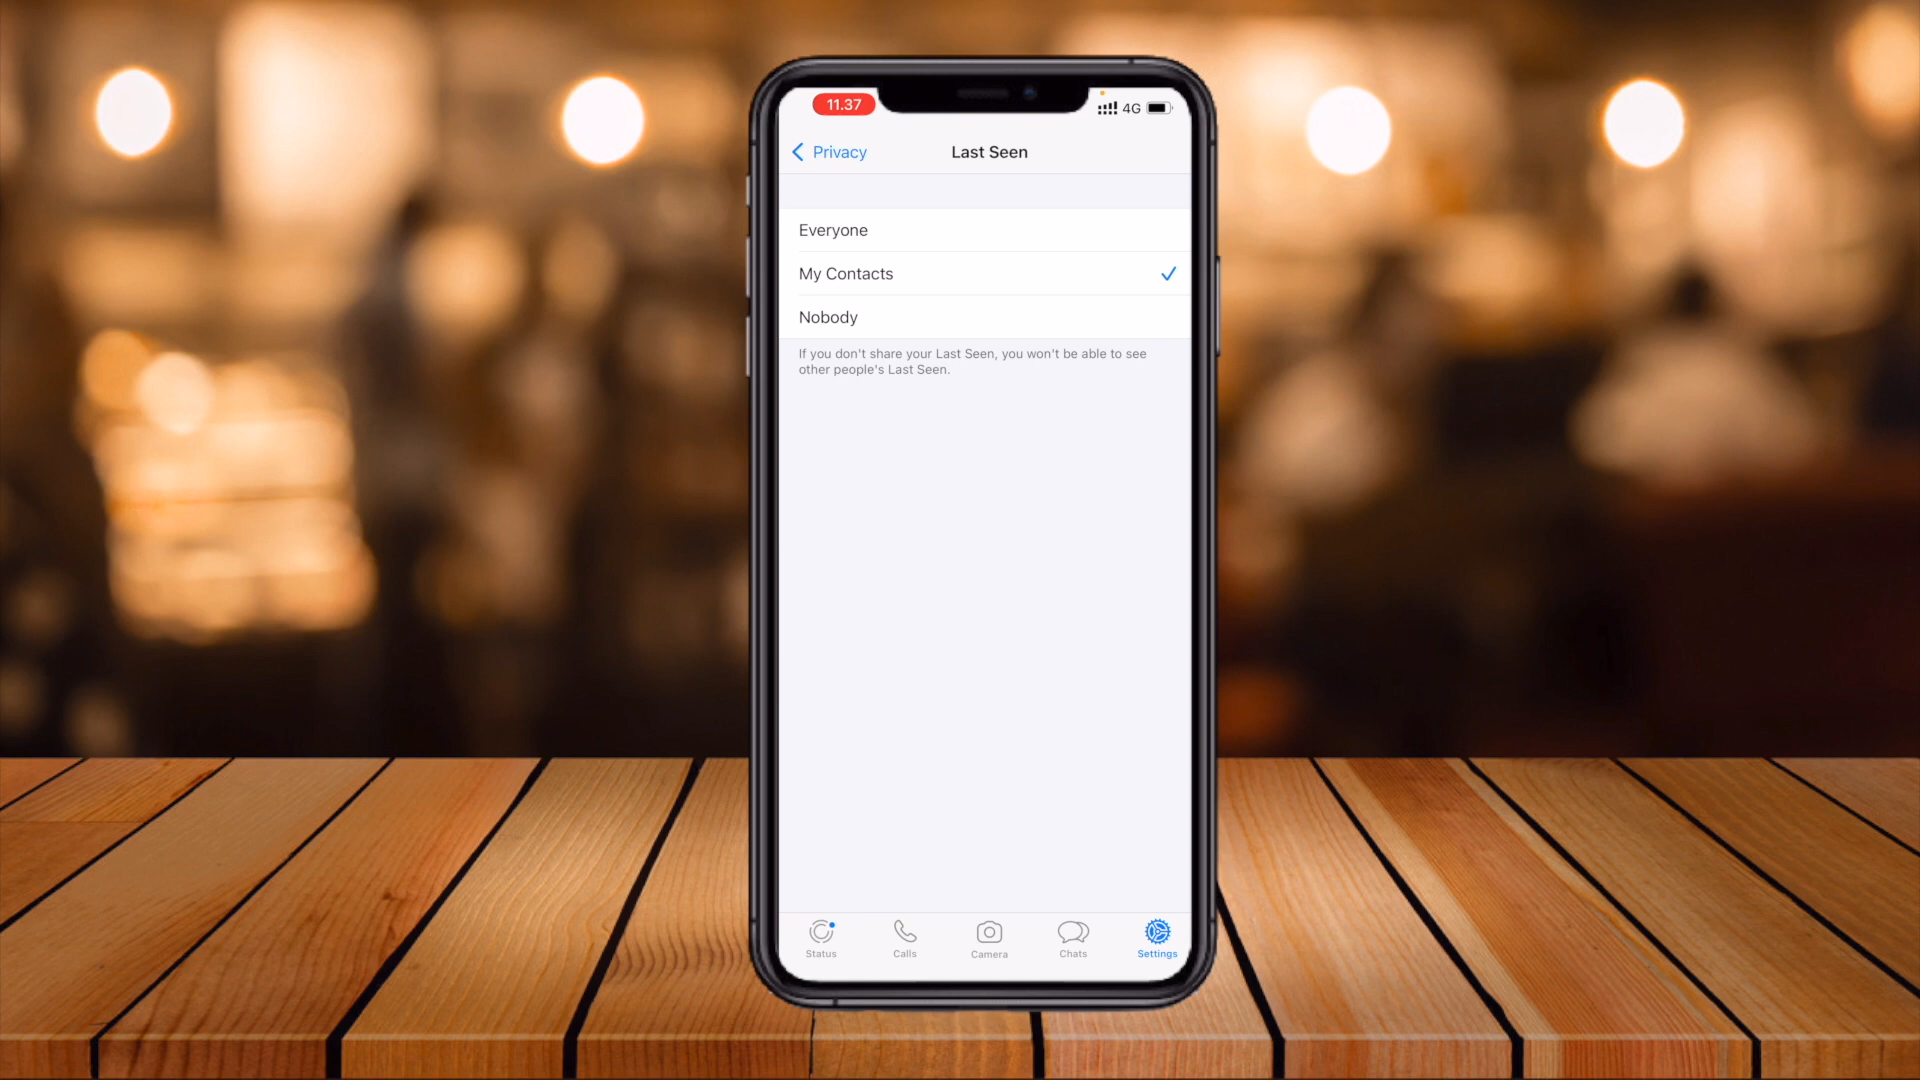 11.37
4G
Privacy
Last Seen
Everyone
My Contacts
Nobody
If you don't share your Last Seen, you won't be able to see
other people's Last Seen.
Status
Calls
Camera
Chats
Settings